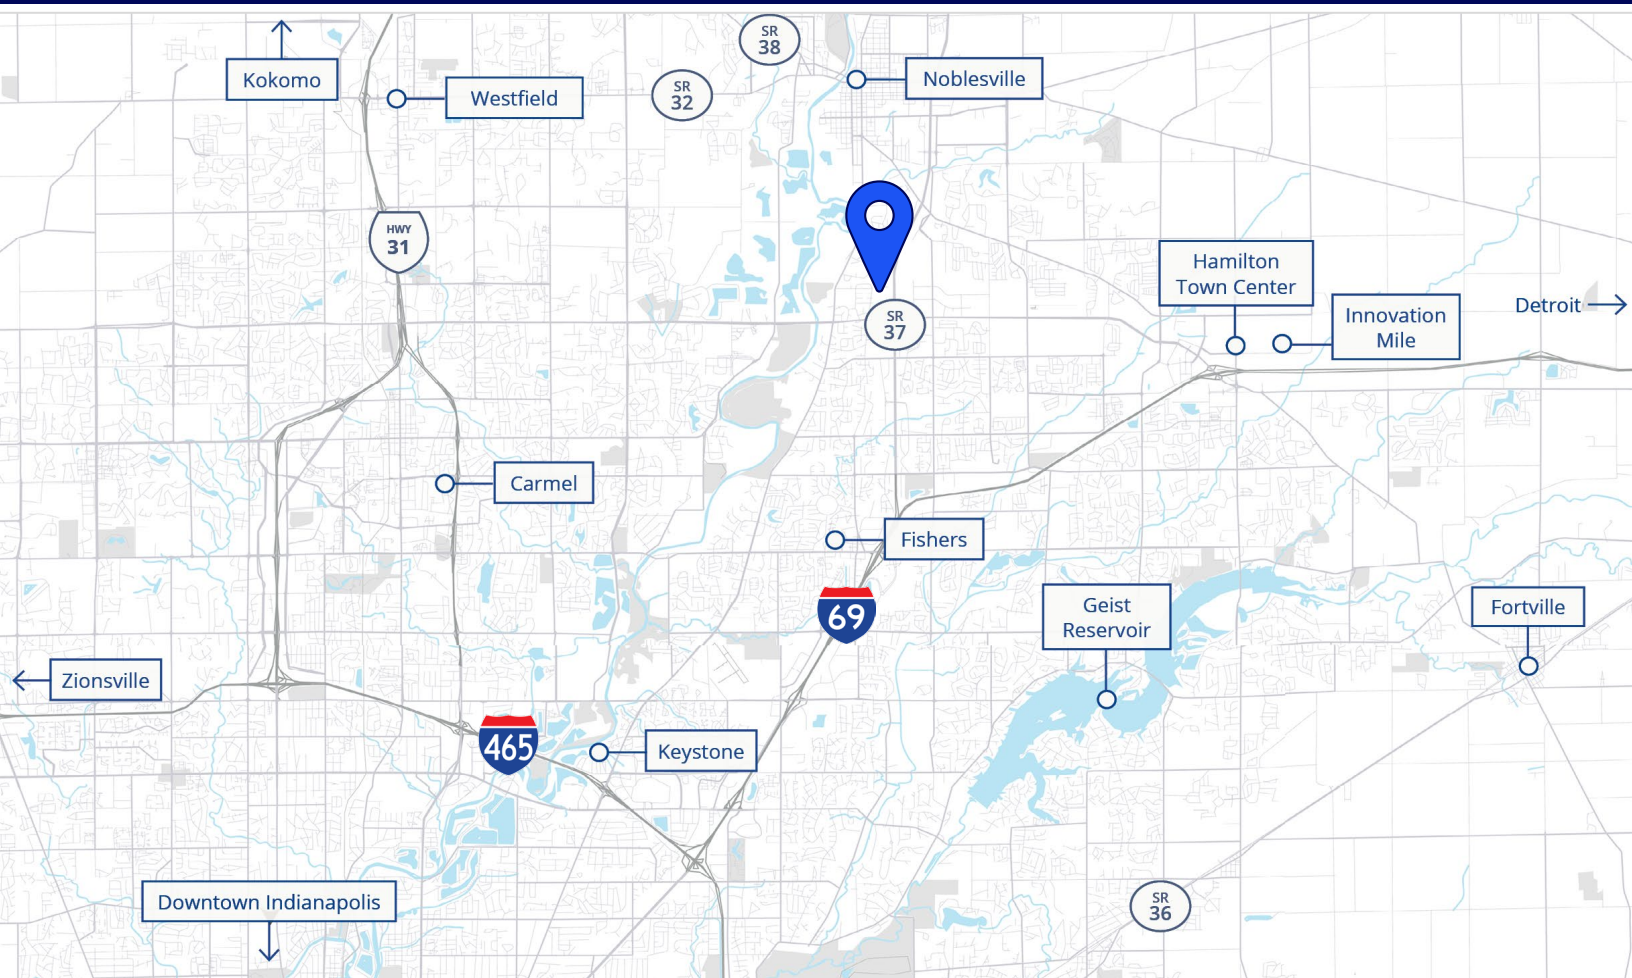 SR
38
Kokomo
Westfield
SR
32
Noblesville
HWY
31
Hamilton
Town Center
Innovation
Mile
Detroit
SR
37
Carmel
Fishers
69
Geist
Reservoir
Fortville
Zionsville
465
Keystone
Downtown Indianapolis
SR
36